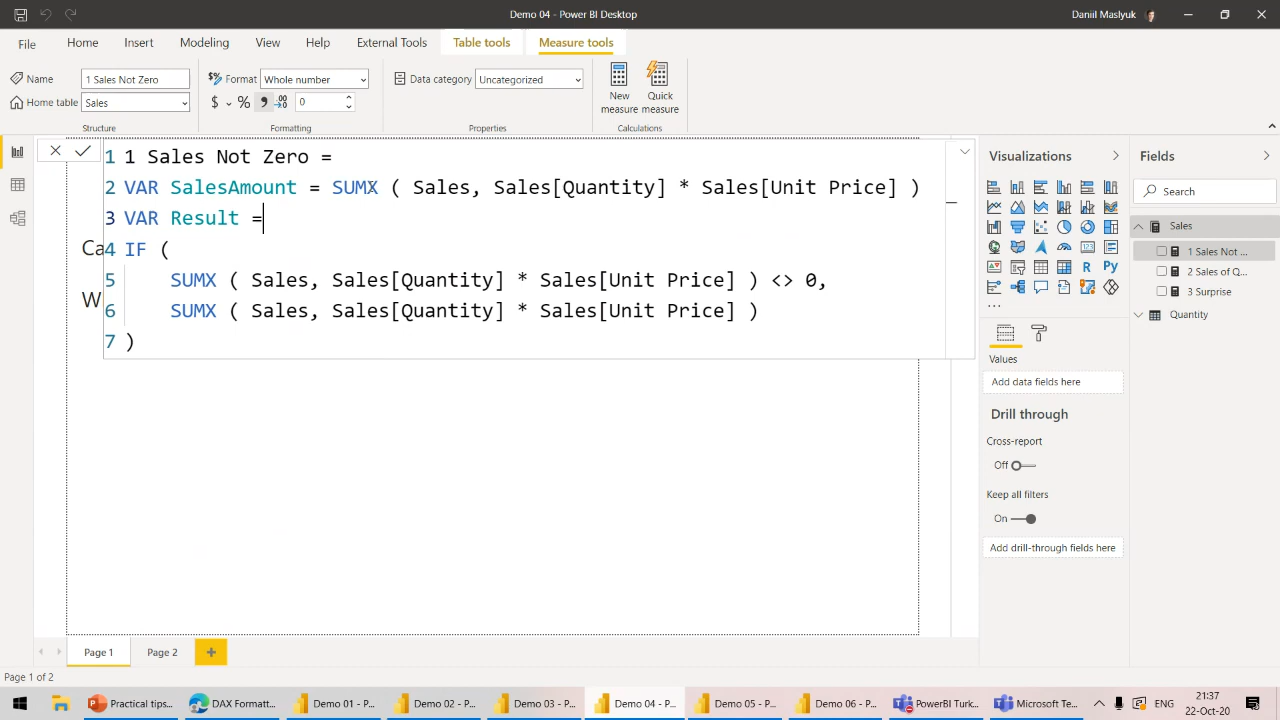 Demo 04 - Power BI Desktop
Daniil Maslyuk
File
Home
Insert
Modeling
View
Help
External Tools
Table tools
Measure tools
Name
1 Sales Not Zero
Home table
Sales
Structure
Format
Whole number
$ % 9 .00 0
Formatting
Data category
Uncategorized
Properties
New
measure
Quick
measure
Calculations
1 1 Sales Not Zero =
2 VAR SalesAmount = SUMX ( Sales, Sales[Quantity] * Sales[Unit Price] )
3 VAR Result =
4 IF (
5 SUMX ( Sales, Sales[Quantity] * Sales[Unit Price] ) <> 0,
6 SUMX ( Sales, Sales[Quantity] * Sales[Unit Price] )
7 )
Ca
W
Visualizations
R
Py
...
Values
Add data fields here
Drill through
Cross-report
Off
Keep all filters
On
Add drill-through fields here
Fields
Search
Sales
1 Sales Not ...
2 Sales of Q...
3 Surprise
Quantity
Page 1
Page 2
+
Page 1 of 2
Practical tips...
DAX Formatt...
Demo 01 - P...
Demo 02 - P...
Demo 03 - P...
Demo 04 - P...
Demo 05 - P...
Demo 06 - P...
PowerBI Turk...
Microsoft Te...
ENG
21:37
22-Oct-20